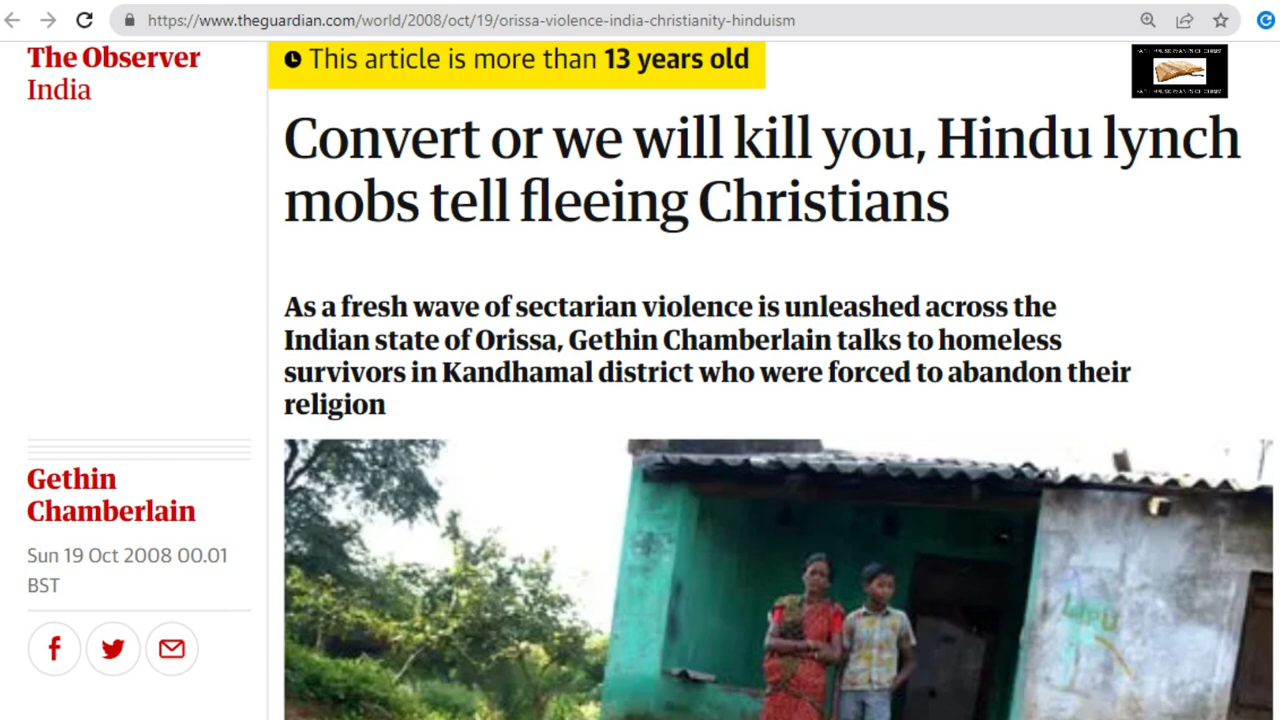 https://www.theguardian.com/world/2008/oct/19/orissa-violence-india-christianity-hinduism
The Observer
India
This article is more than 13 years old
Convert or we will kill you, Hindu lynch
mobs tell fleeing Christians
As a fresh wave of sectarian violence is unleashed across the
Indian state of Orissa, Gethin Chamberlain talks to homeless
survivors in Kandhamal district who were forced to abandon their
religion
Gethin
Chamberlain
Sun 19 Oct 2008 00.01
BST